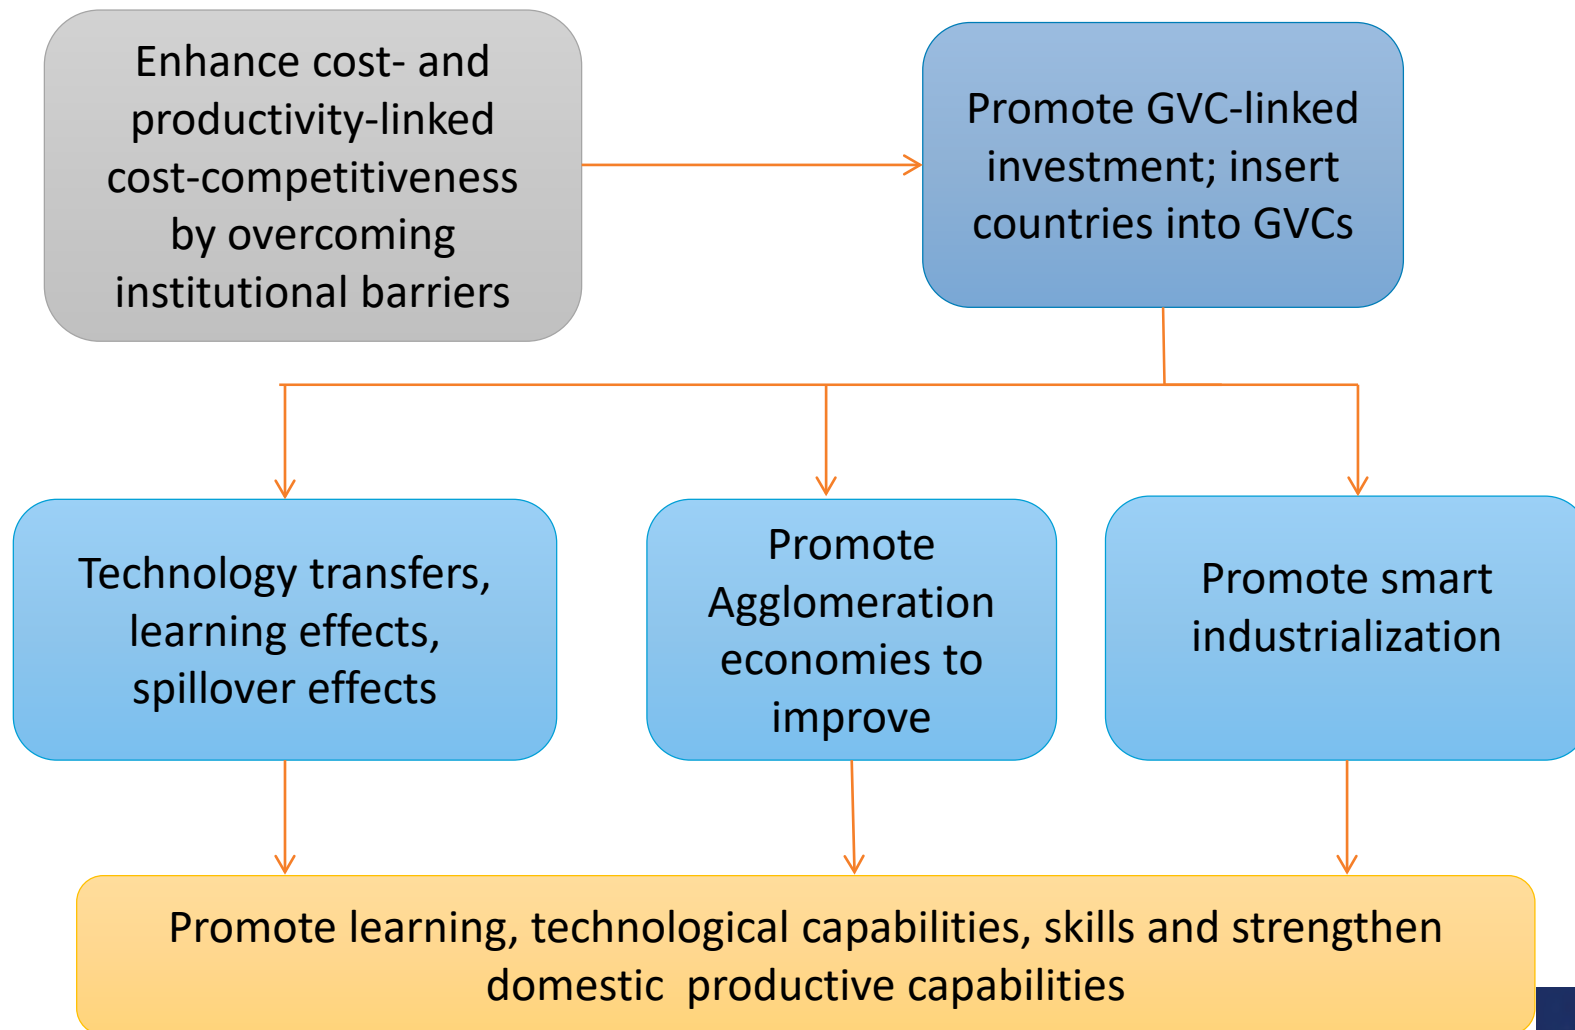 Enhance cost- and
productivity-linked
cost-competitiveness
by overcoming
institutional barriers
Promote GVC-linked
investment; insert
countries into GVCs
Technology transfers,
learning effects,
spillover effects
Promote
Agglomeration
economies to
improve
Promote smart
industrialization
Promote learning, technological capabilities, skills and strengthen
domestic  productive capabilities